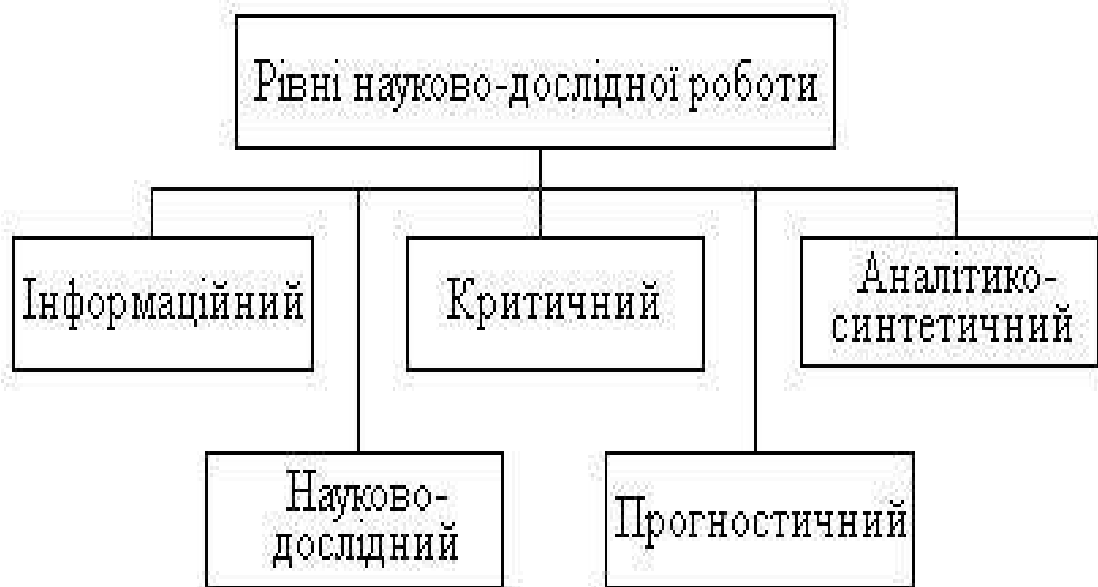 Рівні науково-дослідної роботи
Інформаційний
Критичний
Аналітико-
синтетичний
Науково-
дослідний
Прогностичний